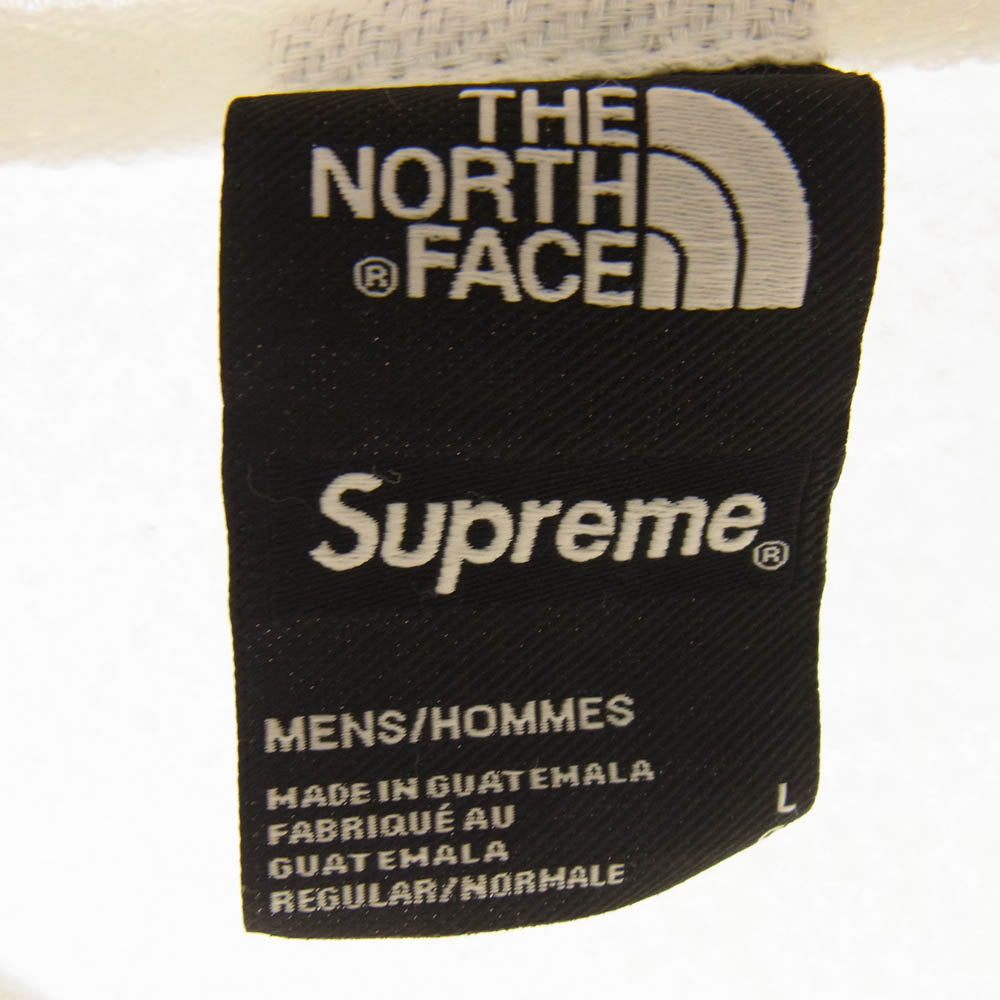 THE
NORTH
®FACE
Supreme®
MENS/HOMMES
MADE IN GUATEMALA
FABRIQUÉ AU
GUATEMALA
REGULAR/NORMALE
L